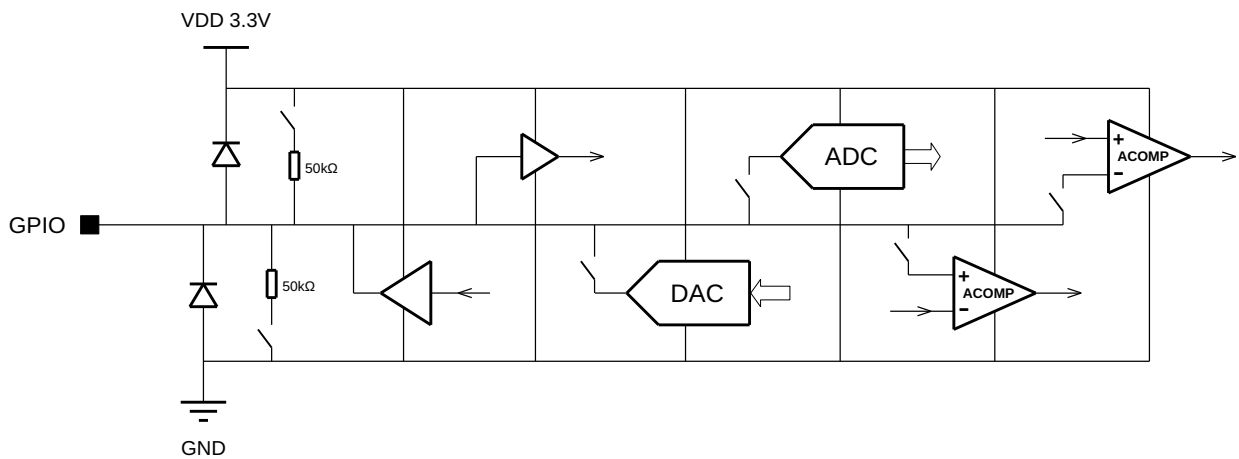 VDD 3.3V
50kΩ
ADC
+
ACOMP
-
GPIO
50kΩ
DAC
+
ACOMP
-
GND